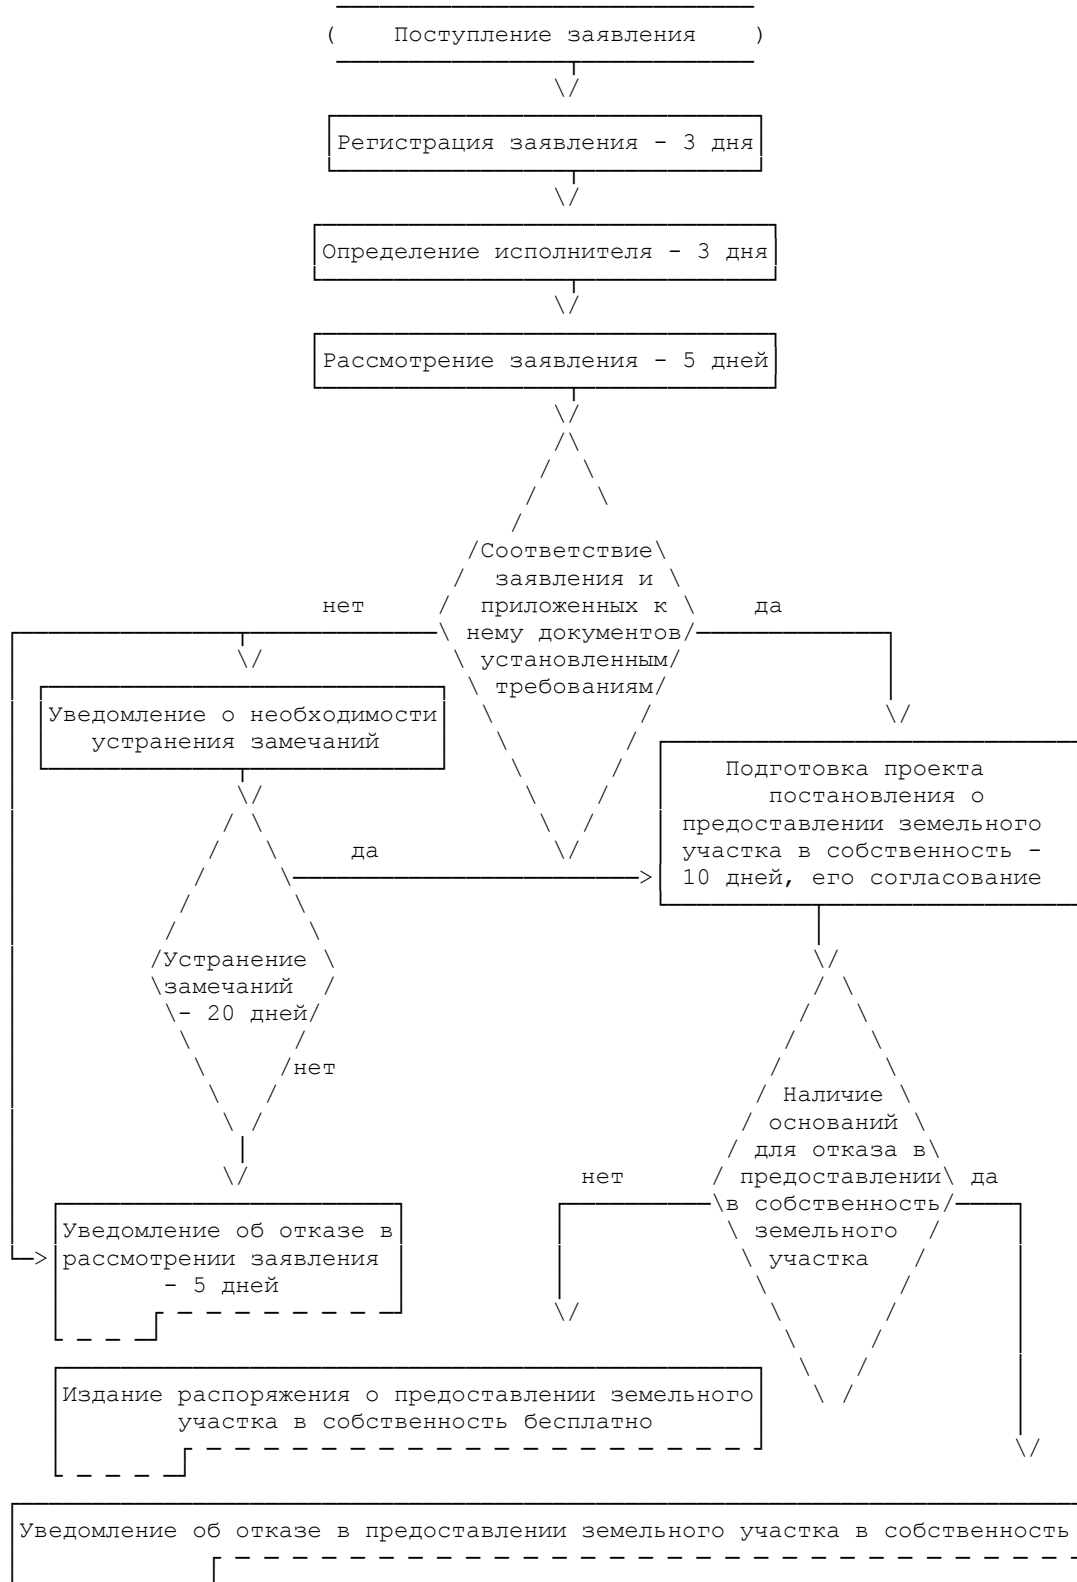 Поступление заявления
Регистрация заявления - 3 дня
Определение исполнителя - 3 дня
Рассмотрение заявления - 5 дней
Соответствие
заявления и
нет
приложенных к
да
нему документов
установленным
требованиям
Уведомление о необходимости
устранения замечаний
Подготовка проекта
постановления о
предоставлении земельного
участка в собственность -
10 дней, его согласование
да
Устранение
замечаний
- 20 дней
нет
Наличие
оснований
для отказа в
нет
предоставлении
да
в собственность
земельного
участка
Уведомление об отказе в
рассмотрении заявления
- 5 дней
Издание распоряжения о предоставлении земельного
участка в собственность бесплатно
Уведомление об отказе в предоставлении земельного участка в собственность